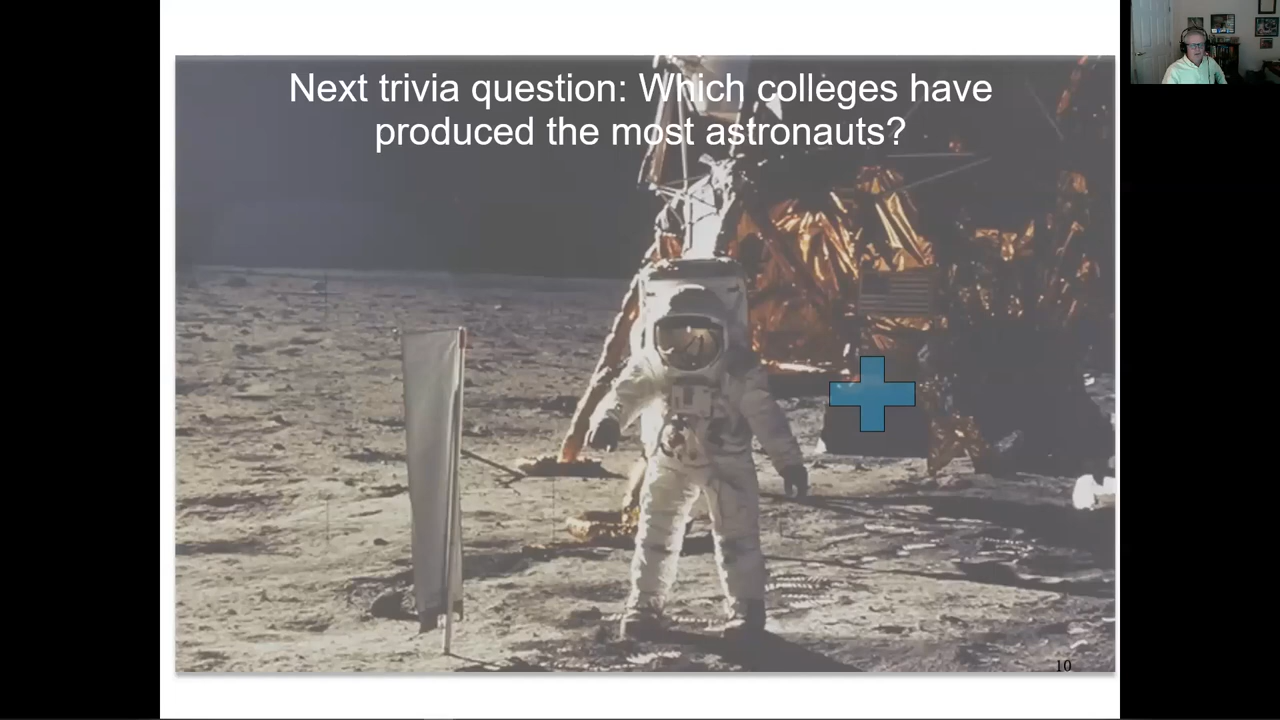 Next trivia question: Which colleges have
produced the most astronauts?
10